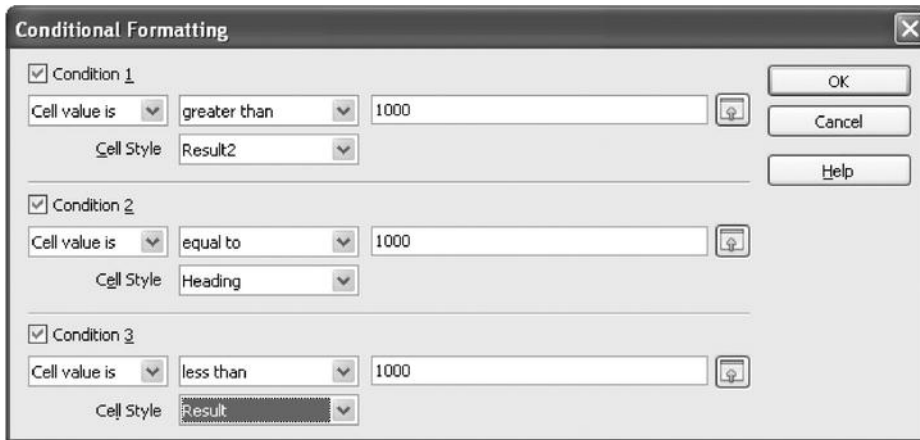 Conditional Formatting
Condition 1
OK
Cell value is greater than 1000
Cancel
Cell Style Result2
Help
Condition 2
Cell value is equal to 1000
Cell Style Heading
Condition 3
Cell value is less than 1000
Cell Style Result